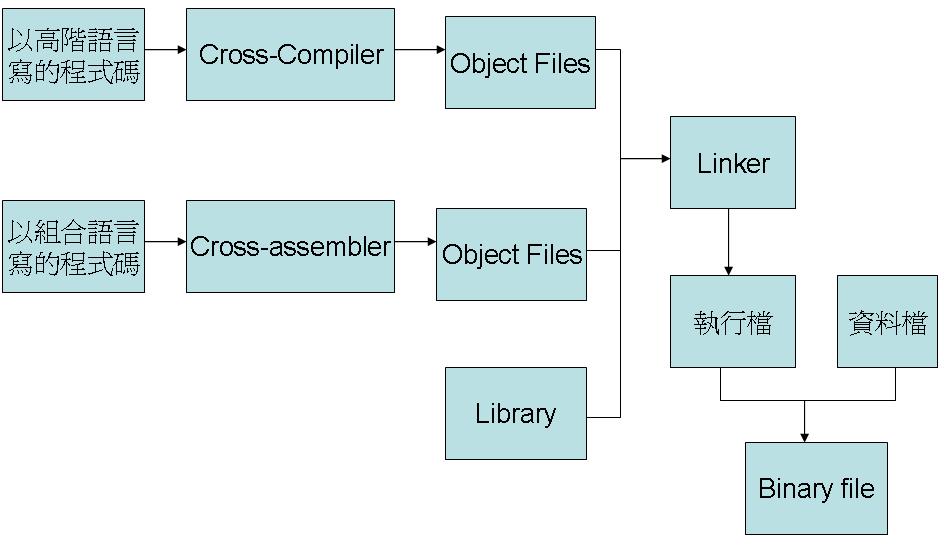 以高階語言
寫的程式碼
Cross-Compiler
Object Files
Linker
以組合語言
寫的程式碼
Cross-assembler
Object Files
執行檔
資料檔
Library
Binary file